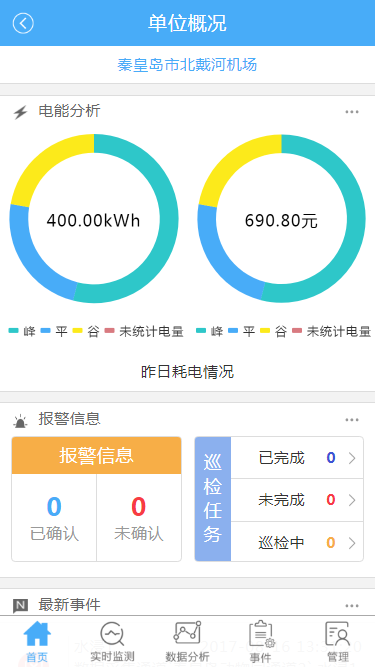 单位概况
秦皇岛市北戴河机场
电能分析
400.00kWh
690.80元
峰 平 谷 未统计电量
峰 平 谷 未统计电量
昨日耗电情况
报警信息
报警信息
0
已确认
0
未确认
巡检任务
已完成 0
未完成 0
巡检中 0
N 最新事件
首页 实时监测 数据分析 事件 管理